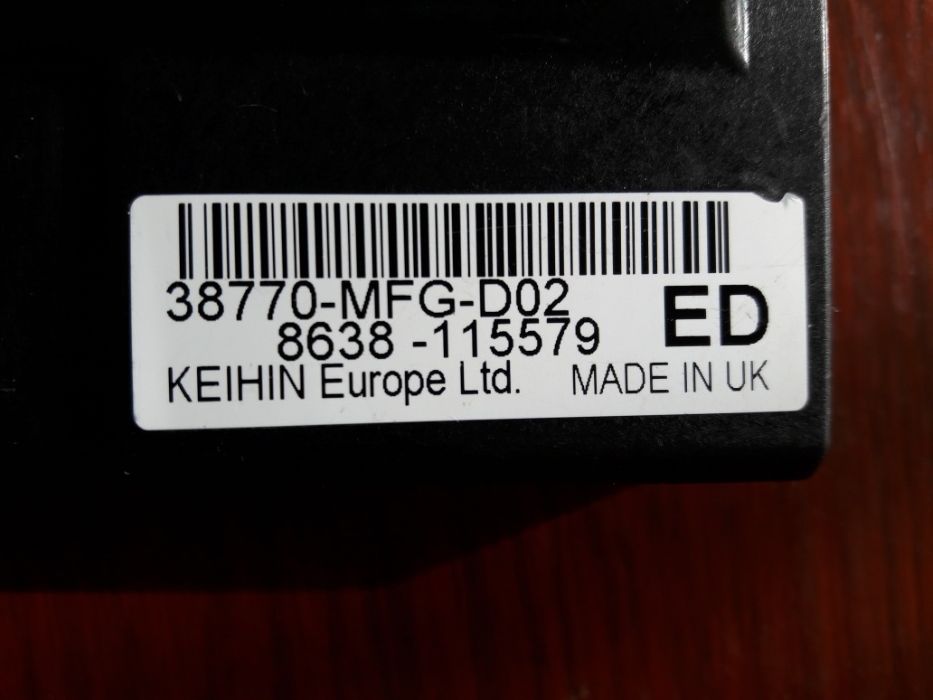 38770-MFG-D02
8638 -115579
ED
KEIHIN Europe Ltd. MADE IN UK